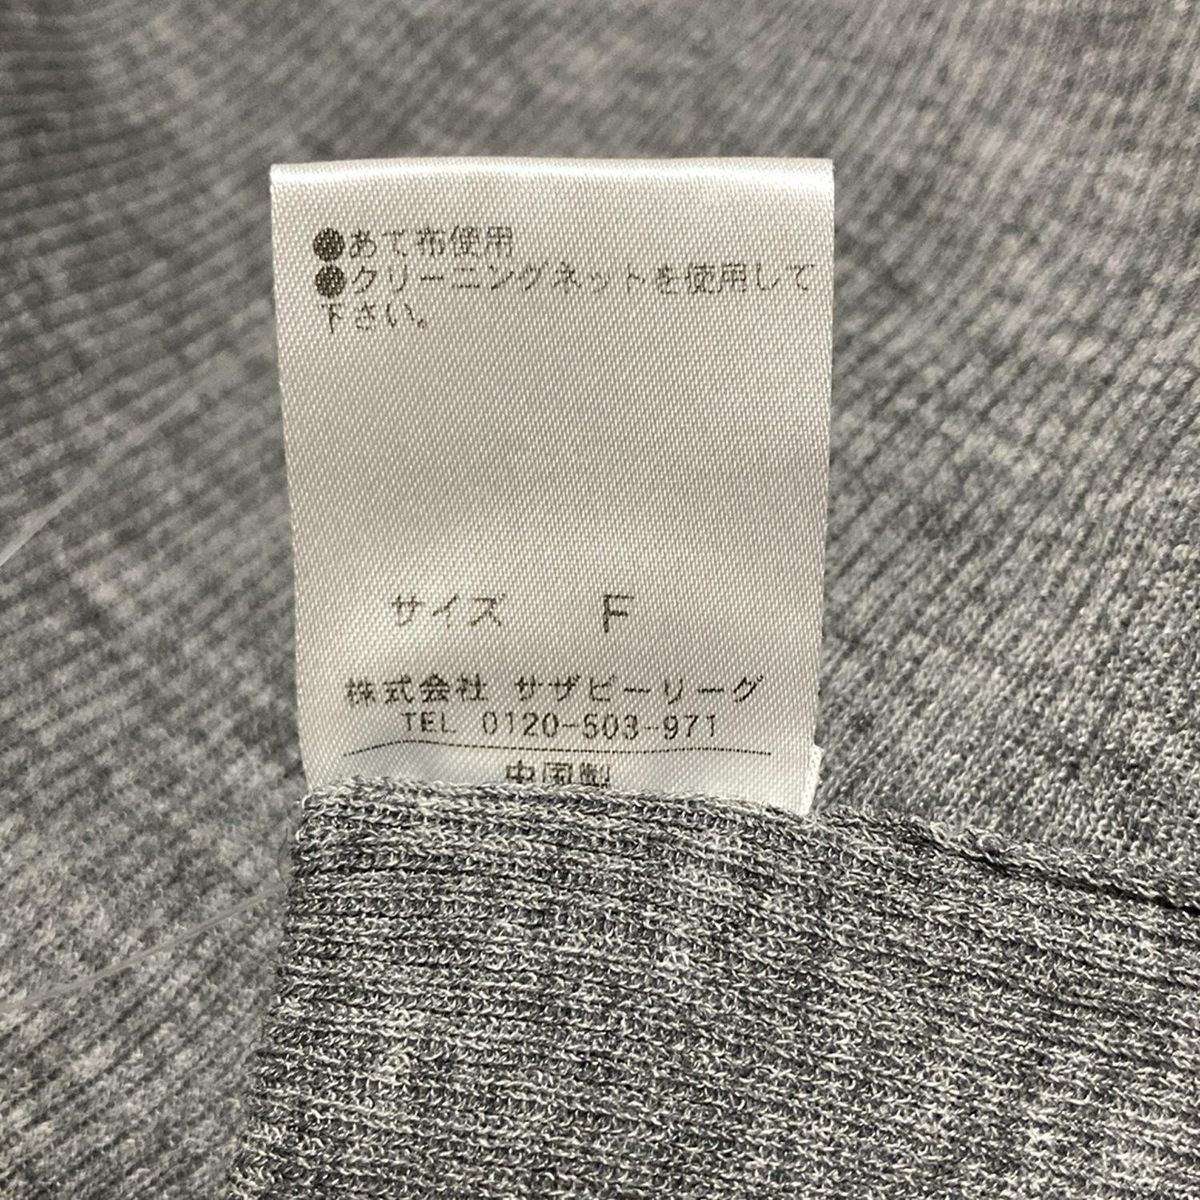 ●あて布使用
●クリーニングネットを使用して
下さい。
サイズ F
株式会社 サザビーリーグ
TEL 0120-503-971
中国製